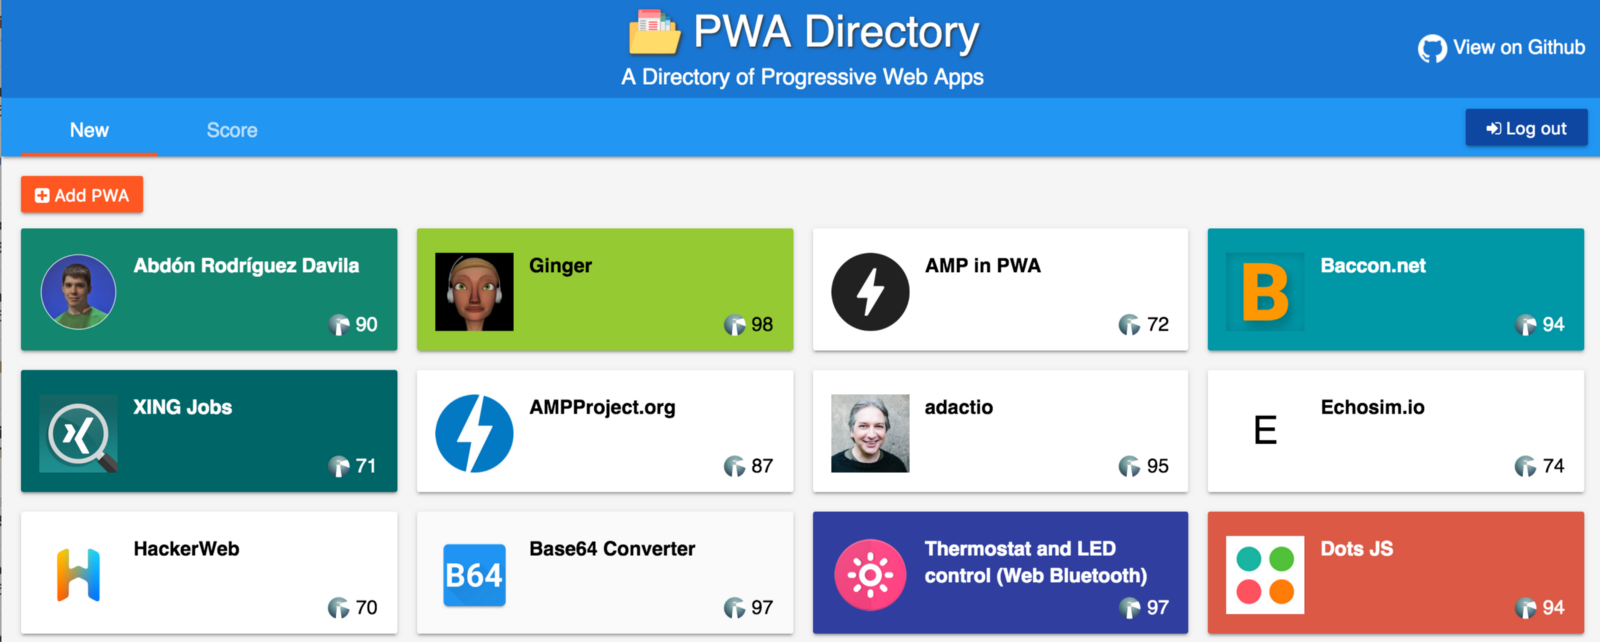 PWA Directory
A Directory of Progressive Web Apps
View on Github
New
Score
Log out
Add PWA
Abdón Rodríguez Davila
90
Ginger
98
AMP in PWA
72
B
Baccon.net
94
XING Jobs
71
AMPProject.org
87
adactio
95
E
Echosim.io
74
H
HackerWeb
70
B64
Base64 Converter
97
Thermostat and LED
control (Web Bluetooth)
97
Dots JS
94